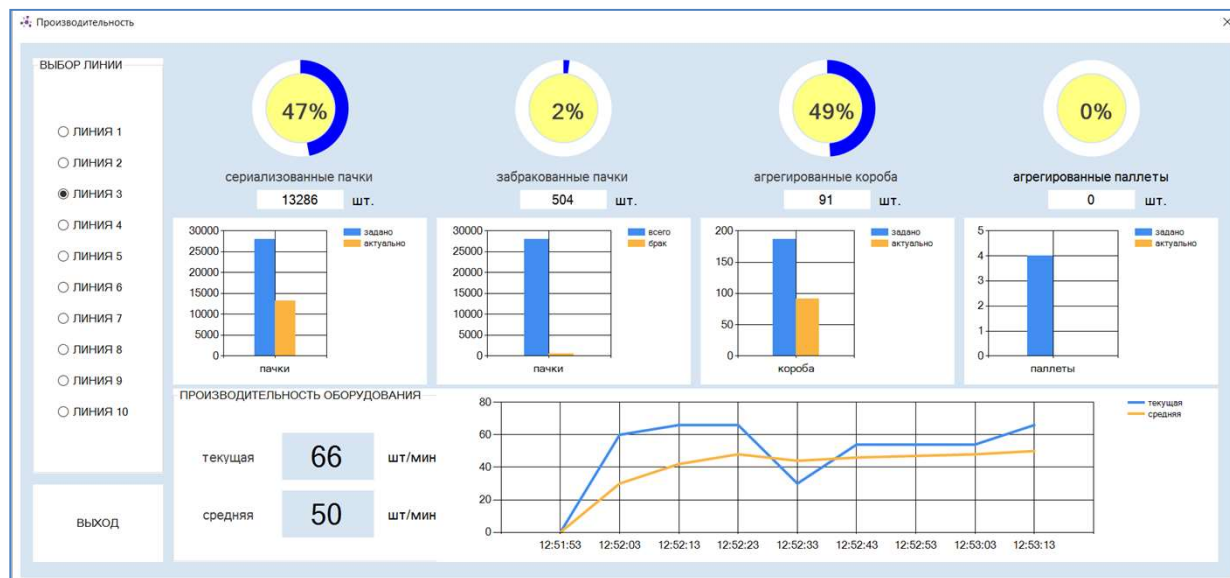 Производительность
ВЫБОР ЛИНИИ
ЛИНИЯ 1
ЛИНИЯ 2
ЛИНИЯ 3
ЛИНИЯ 4
ЛИНИЯ 5
ЛИНИЯ 6
ЛИНИЯ 7
ЛИНИЯ 8
ЛИНИЯ 9
ЛИНИЯ 10
ВЫХОД
47%
сериализованные пачки
13286 шт.
2%
забракованные пачки
504 шт.
49%
агрегированные короба
91 шт.
0%
агрегированные паллеты
0 шт.
30000
25000
20000
15000
10000
5000
0
пачки
задано
актуально
30000
25000
20000
15000
10000
5000
0
пачки
всего
брак
200
150
100
50
0
короба
задано
актуально
5
4
3
2
1
0
паллеты
задано
актуально
ПРОИЗВОДИТЕЛЬНОСТЬ ОБОРУДОВАНИЯ
текущая 66 шт/мин
средняя 50 шт/мин
80
60
40
20
0
12:51:53 12:52:03 12:52:13 12:52:23 12:52:33 12:52:43 12:52:53 12:53:03 12:53:13
текущая
средняя